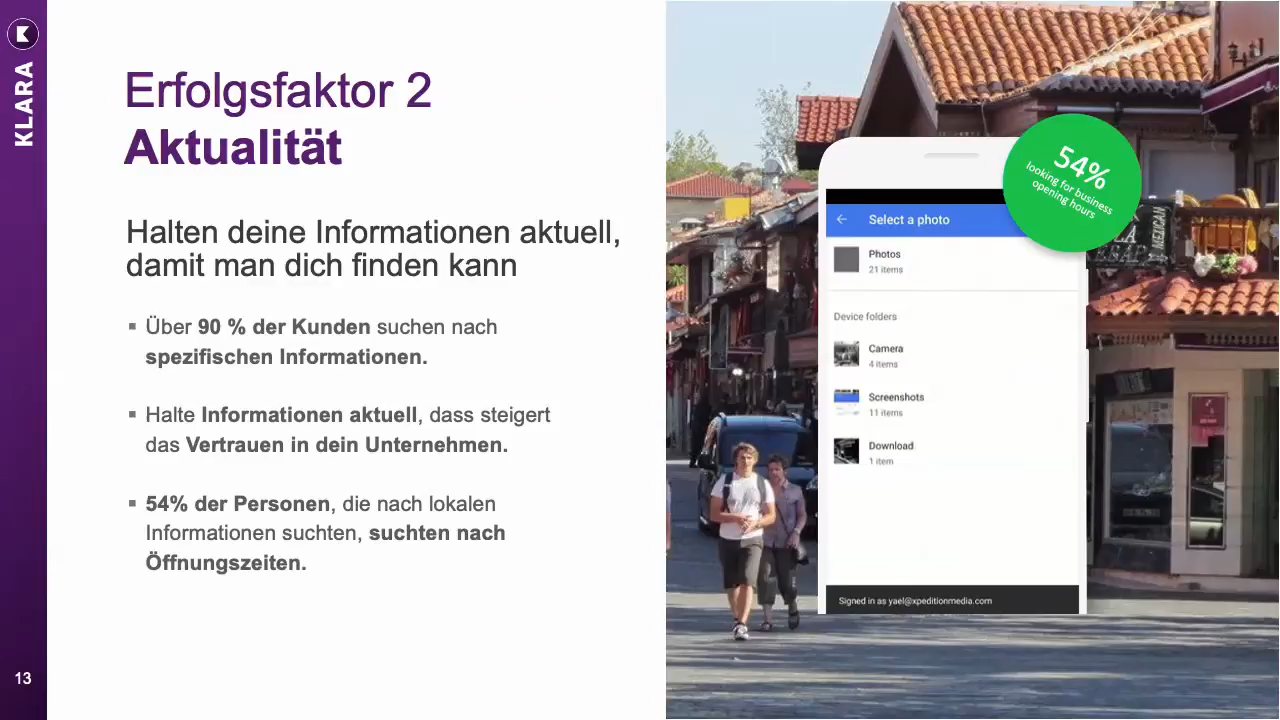 KLARA
Erfolgsfaktor 2
Aktualität
Halten deine Informationen aktuell,
damit man dich finden kann
Über 90 % der Kunden suchen nach
spezifischen Informationen.
Halte Informationen aktuell, dass steigert
das Vertrauen in dein Unternehmen.
54% der Personen, die nach lokalen
Informationen suchten, suchten nach
Öffnungszeiten.
13
54%
looking for business
opening hours
Select a photo
Photos
21 items
Device folders
Camera
4 items
Screenshots
11 items
Download
1 item
Signed in as yael@xpeditionmedia.com
MEXICAN